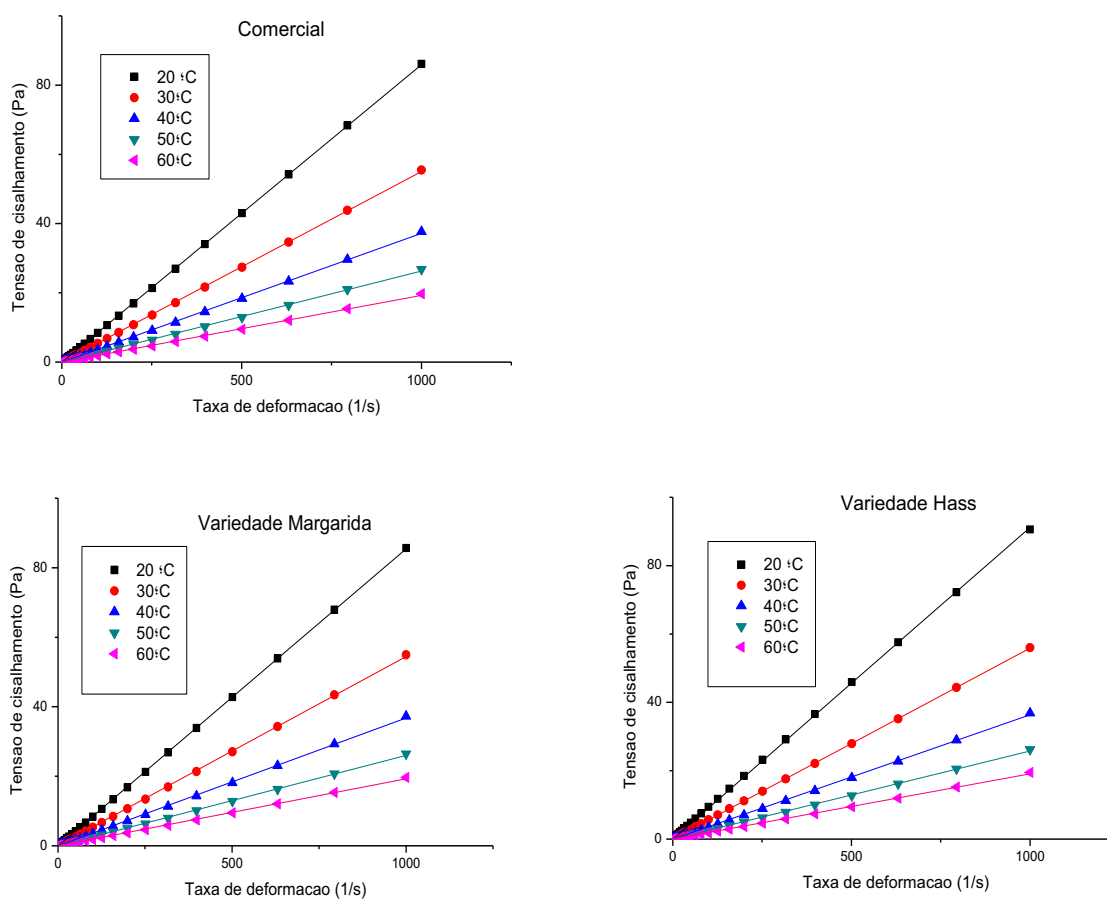 Comercial
Tensao de cisalhamento (Pa)
80
40
0
20 °C
30°C
40°C
50°C
60°C
0 500 1000
Taxa de deformacao (1/s)
Variedade Margarida
Tensao de cisalhamento (Pa)
80
40
0
20 °C
30°C
40°C
50°C
60°C
0 500 1000
Taxa de deformacao (1/s)
Variedade Hass
Tensao de cisalhamento (Pa)
80
40
0
20 °C
30°C
40°C
50°C
60°C
0 500 1000
Taxa de deformacao (1/s)